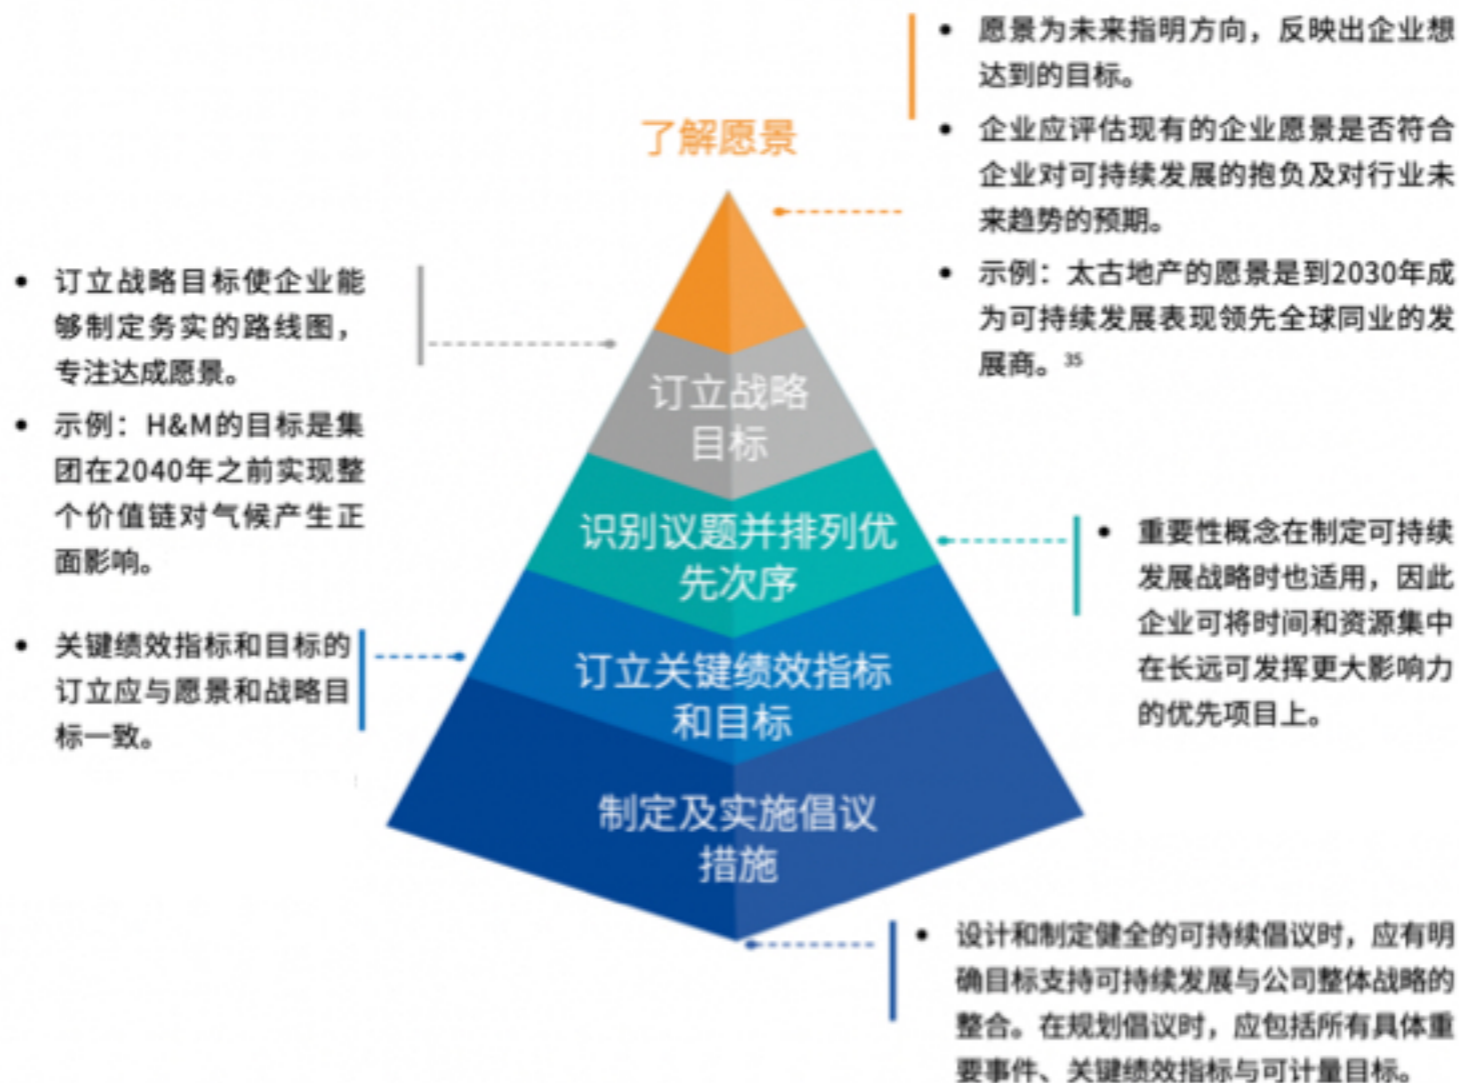 了解愿景
• 愿景为未来指明方向，反映出企业想
达到的目标。
• 企业应评估现有的企业愿景是否符合
企业对可持续发展的抱负及对行业未
来趋势的预期。
• 示例：太古地产的愿景是到2030年成
为可持续发展表现领先全球同业的发
展商。35
订立战略
目标
• 订立战略目标使企业能
够制定务实的路线图，
专注达成愿景。
• 示例：H&M的目标是集
团在2040年之前实现整
个价值链对气候产生正
面影响。
识别议题并排列优
先次序
• 重要性概念在制定可持续
发展战略时也适用，因此
企业可将时间和资源集中
在长远可发挥更大影响力
的优先项目上。
订立关键绩效指标
和目标
• 关键绩效指标和目标的
订立应与愿景和战略目
标一致。
制定及实施倡议
措施
• 设计和制定健全的可持续倡议时，应有明
确目标支持可持续发展与公司整体战略的
整合。在规划倡议时，应包括所有具体重
要事件、关键绩效指标与可计量目标。